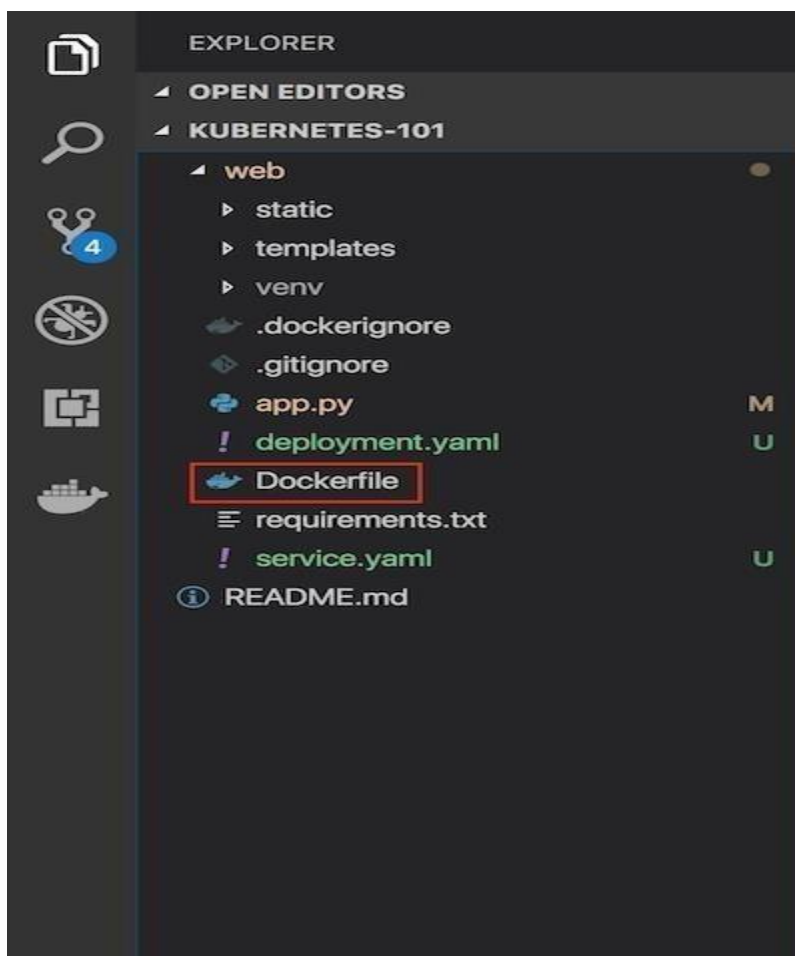 EXPLORER
OPEN EDITORS
KUBERNETES-101
web
static
templates
4
venv
.dockerignore
.gitignore
app.py M
deployment.yaml U
Dockerfile
requirements.txt
service.yaml U
README.md